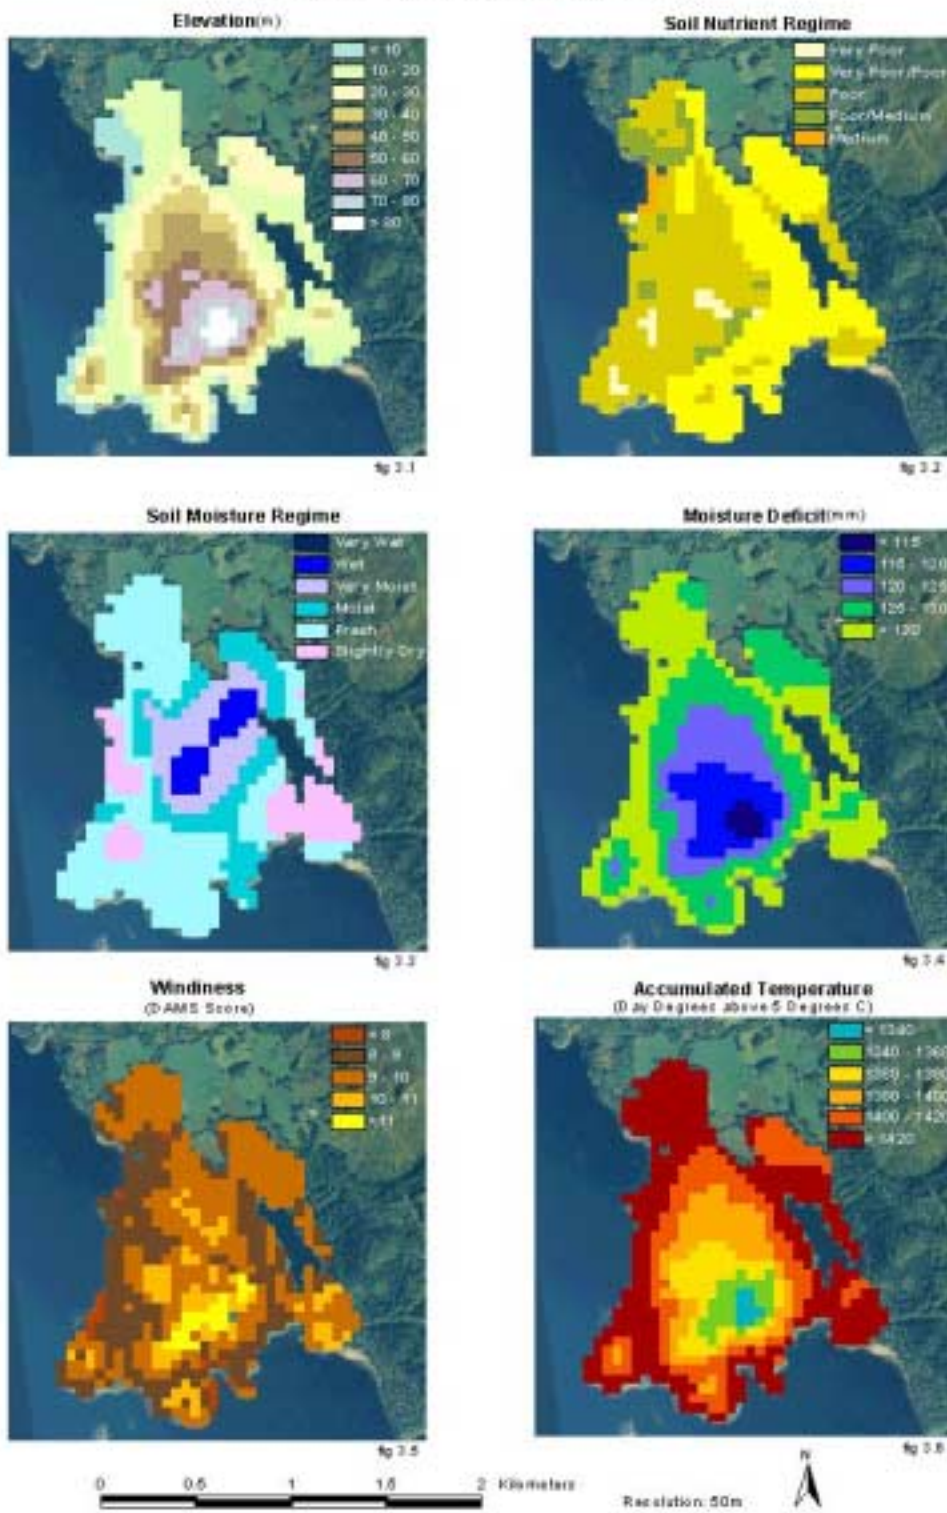 Elevation(m)
< 10
10 - 20
20 - 30
30 - 40
40 - 50
50 - 60
60 - 70
70 - 80
> 80
fig 3.1
Soil Nutrient Regime
Very Poor
Very Poor/Poor
Poor
Poor/Medium
Medium
fig 3.2
Soil Moisture Regime
Very Wet
Wet
Very Moist
Moist
Fresh
Slightly Dry
fig 3.3
Moisture Deficit(mm)
< 115
115 - 120
120 - 125
125 - 130
> 130
fig 3.4
Windiness
(DAMS Score)
< 8
8 - 9
9 - 10
10 - 11
>11
fig 3.5
Accumulated Temperature
(Day Degrees above 5 Degrees C)
< 1340
1340 - 1360
1360 - 1380
1380 - 1400
1400 - 1420
> 1420
fig 3.6
0 0.5 1 1.5 2 Kilometers
Resolution: 50m
N